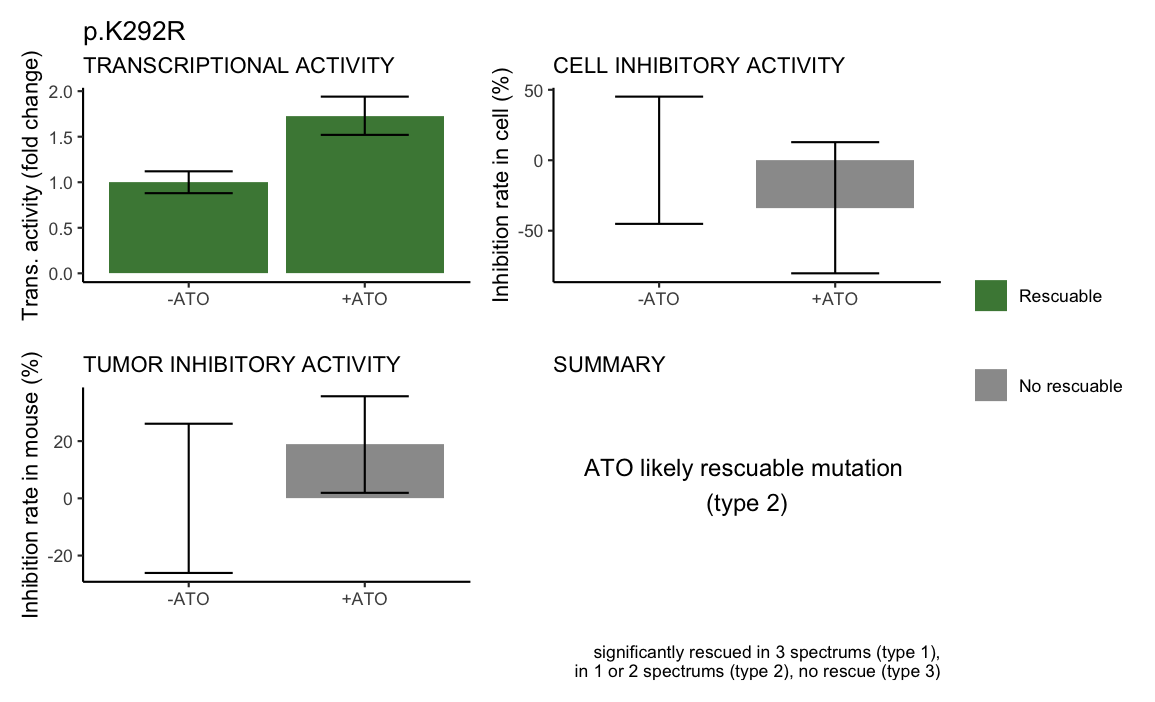 p.K292R
TRANSCRIPTIONAL ACTIVITY
Trans. activity (fold change)
2.0
1.5
1.0
0.5
0.0
-ATO
+ATO
CELL INHIBITORY ACTIVITY
Inhibition rate in cell (%)
50
0
-50
-ATO
+ATO
Rescuable
No rescuable
TUMOR INHIBITORY ACTIVITY
Inhibition rate in mouse (%)
20
0
-20
-ATO
+ATO
SUMMARY
ATO likely rescuable mutation
(type 2)
significantly rescued in 3 spectrums (type 1),
in 1 or 2 spectrums (type 2), no rescue (type 3)